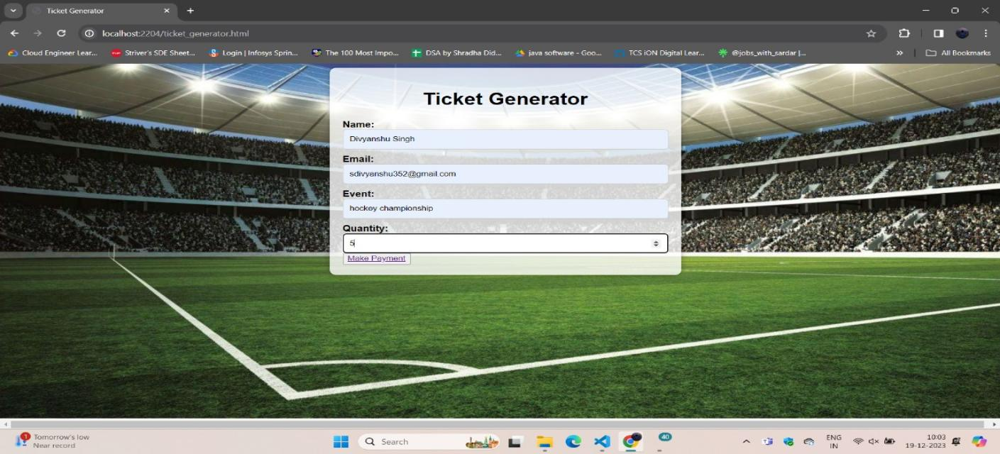 Ticket Generator
localhost:2204/ticket_generator.html
Cloud Engineer Lear...
Striver's SDE Sheet...
Login | Infosys Sprin...
The 100 Most Impo...
DSA by Shradha Did...
java software - Goo...
TCS iON Digital Lear...
@jobs_with_sardar |...
»
All Bookmarks
Ticket Generator
Name:
Divyanshu Singh
Email:
sdivyanshu352@gmail.com
Event:
hockey championship
Quantity:
5
Make Payment
1
Tomorrow's low
Near record
Search
40
ENG
IN
10:03
19-12-2023